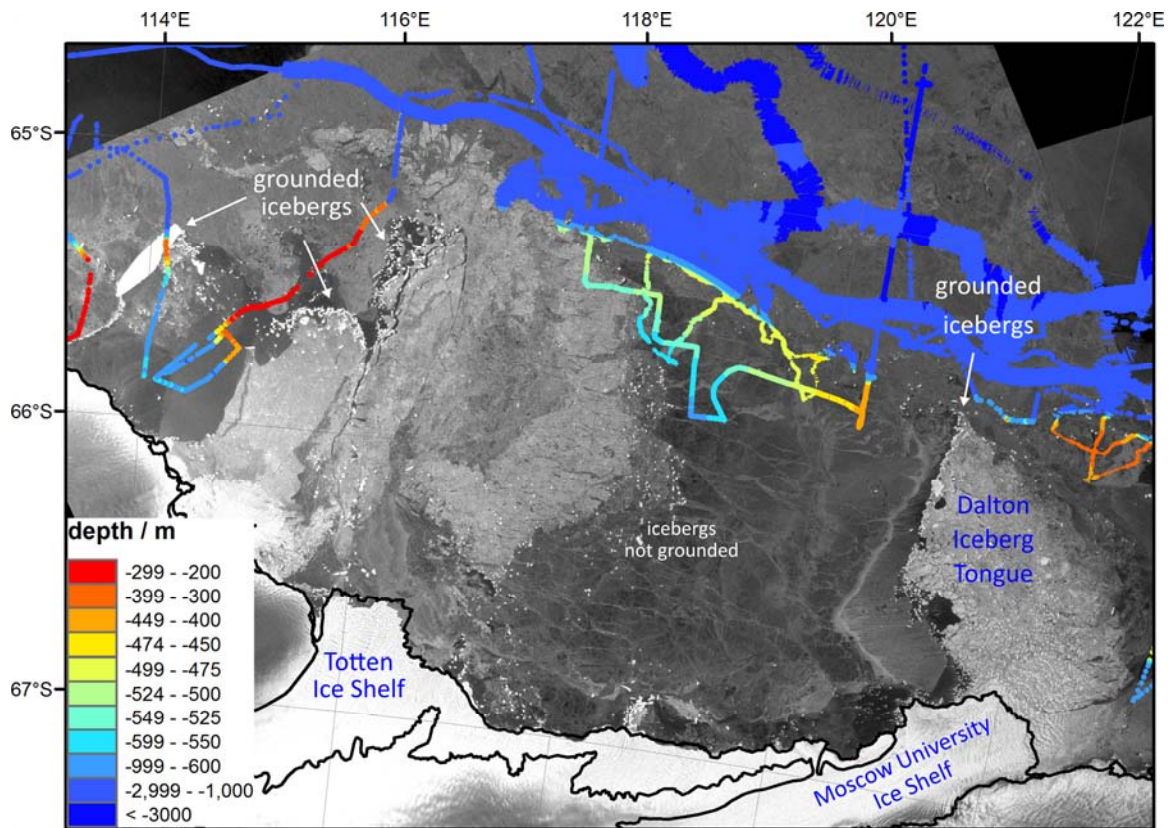 114°E 116°E 118°E 120°E 122°E
65°S
66°S
67°S
grounded
icebergs
grounded
icebergs
icebergs
not grounded
Dalton
Iceberg
Tongue
Totten
Ice Shelf
Moscow University
Ice Shelf
depth / m
-299 - -200
-399 - -300
-449 - -400
-474 - -450
-499 - -475
-524 - -500
-549 - -525
-599 - -550
-999 - -600
-2,999 - -1,000
< -3000